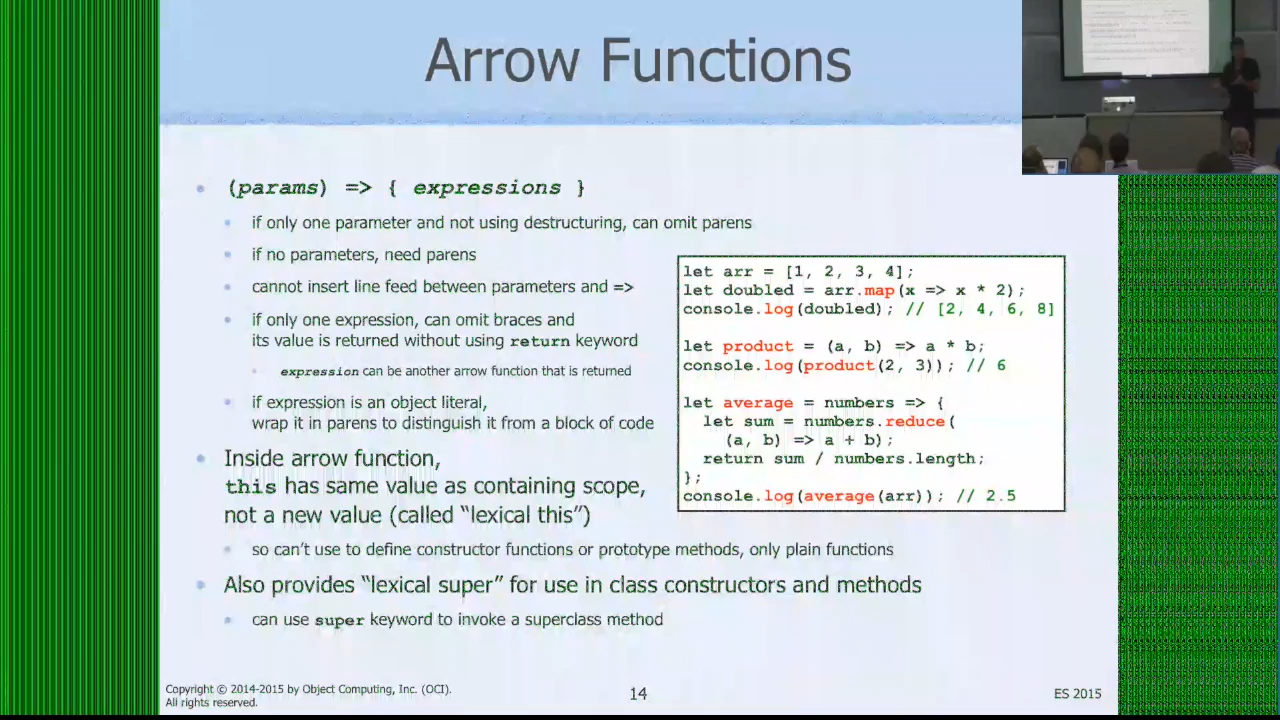 Arrow Functions
(params) => { expressions }
if only one parameter and not using destructuring, can omit parens
if no parameters, need parens
cannot insert line feed between parameters and =>
if only one expression, can omit braces and
its value is returned without using return keyword
expression can be another arrow function that is returned
if expression is an object literal,
wrap it in parens to distinguish it from a block of code
Inside arrow function,
this has same value as containing scope,
not a new value (called “lexical this”)
so can’t use to define constructor functions or prototype methods, only plain functions
Also provides “lexical super” for use in class constructors and methods
can use super keyword to invoke a superclass method
let arr = [1, 2, 3, 4];
let doubled = arr.map(x => x * 2);
console.log(doubled); // [2, 4, 6, 8]
let product = (a, b) => a * b;
console.log(product(2, 3)); // 6
let average = numbers => {
let sum = numbers.reduce(
(a, b) => a + b);
return sum / numbers.length;
};
console.log(average(arr)); // 2.5
Copyright © 2014-2015 by Object Computing, Inc. (OCI).
All rights reserved.
14
ES 2015